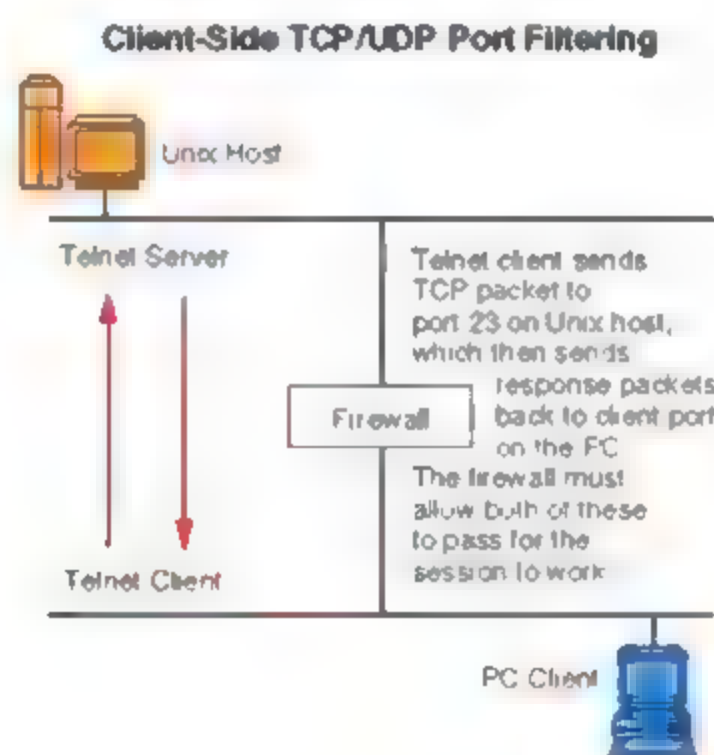 Client-Side TCP/UDP Port Filtering
Unix Host
Telnet Server
Telnet client sends
TCP packet to
port 23 on Unix host,
which then sends
response packets
back to client port
on the PC
The firewall must
allow both of these
to pass for the
session to work
Firewall
Telnet Client
PC Client